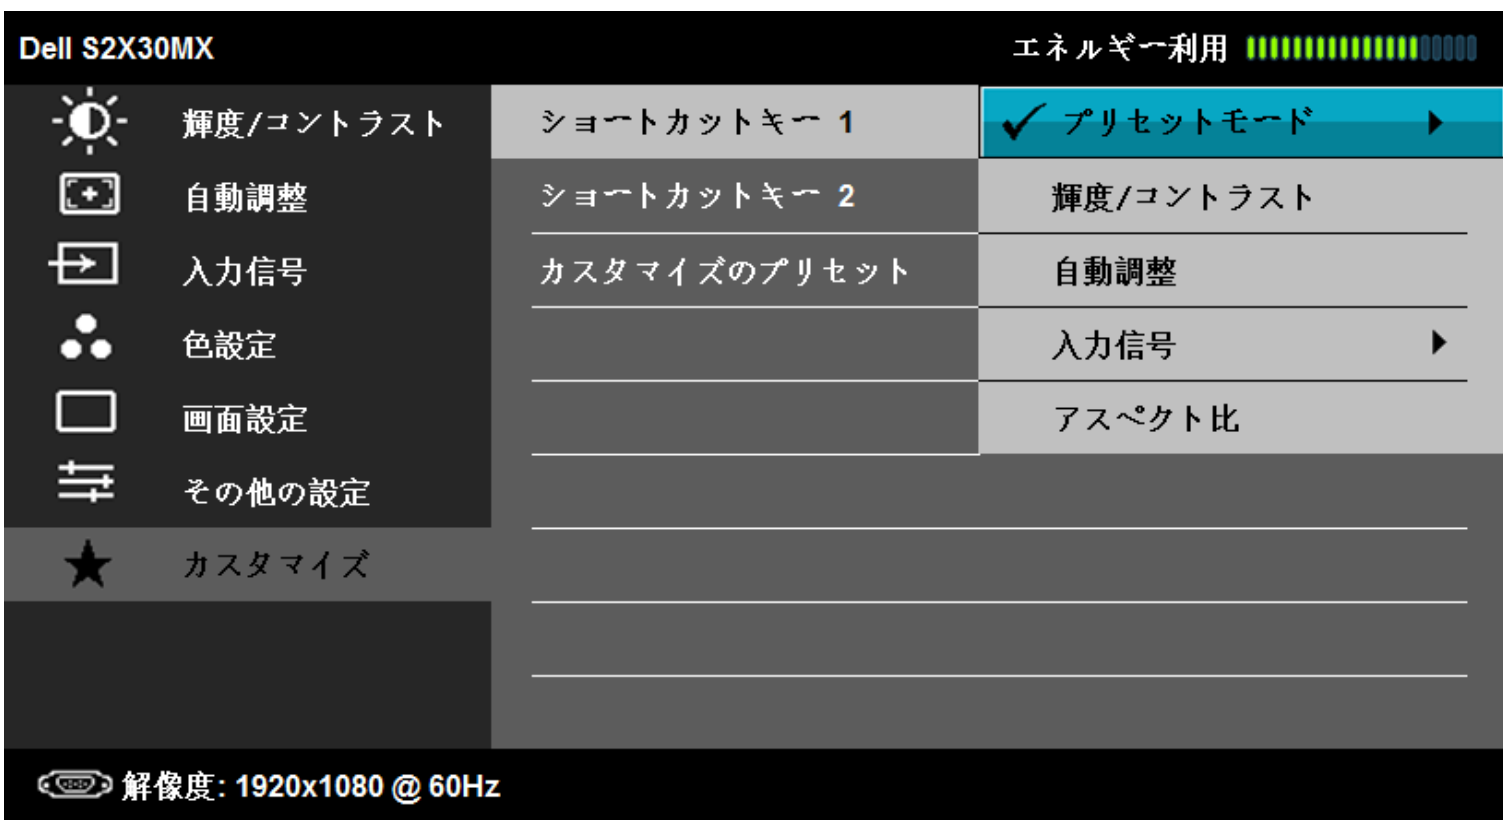 Dell S2X30MX エネルギー利用
輝度/コントラスト ショートカットキー 1 プリセットモード
自動調整 ショートカットキー 2 輝度/コントラスト
入力信号 カスタマイズのプリセット 自動調整
色設定 入力信号
画面設定 アスペクト比
その他の設定
カスタマイズ
解像度: 1920x1080 @ 60Hz